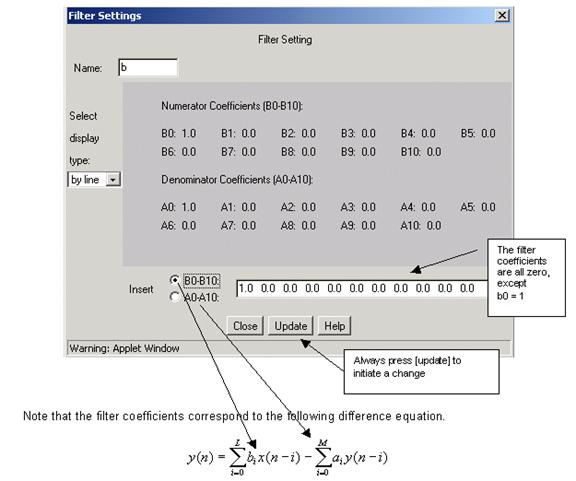 Filter Settings
Filter Setting
Name: b
Select
display
type:
by line
Numerator Coefficients (B0-B10):
B0: 1.0 B1: 0.0 B2: 0.0 B3: 0.0 B4: 0.0 B5: 0.0
B6: 0.0 B7: 0.0 B8: 0.0 B9: 0.0 B10: 0.0
Denominator Coefficients (A0-A10):
A0: 1.0 A1: 0.0 A2: 0.0 A3: 0.0 A4: 0.0 A5: 0.0
A6: 0.0 A7: 0.0 A8: 0.0 A9: 0.0 A10: 0.0
The filter
coefficients
are all zero,
except
b0 = 1
Insert
B0-B10:
A0-A10:
1.0 0.0 0.0 0.0 0.0 0.0 0.0 0.0 0.0 0.0 0.0
Close Update Help
Warning: Applet Window
Always press [update] to
initiate a change
Note that the filter coefficients correspond to the following difference equation.
y(n) = \sum_{i=0}^{L} b_i x(n-i) - \sum_{i=0}^{M} a_i y(n-i)